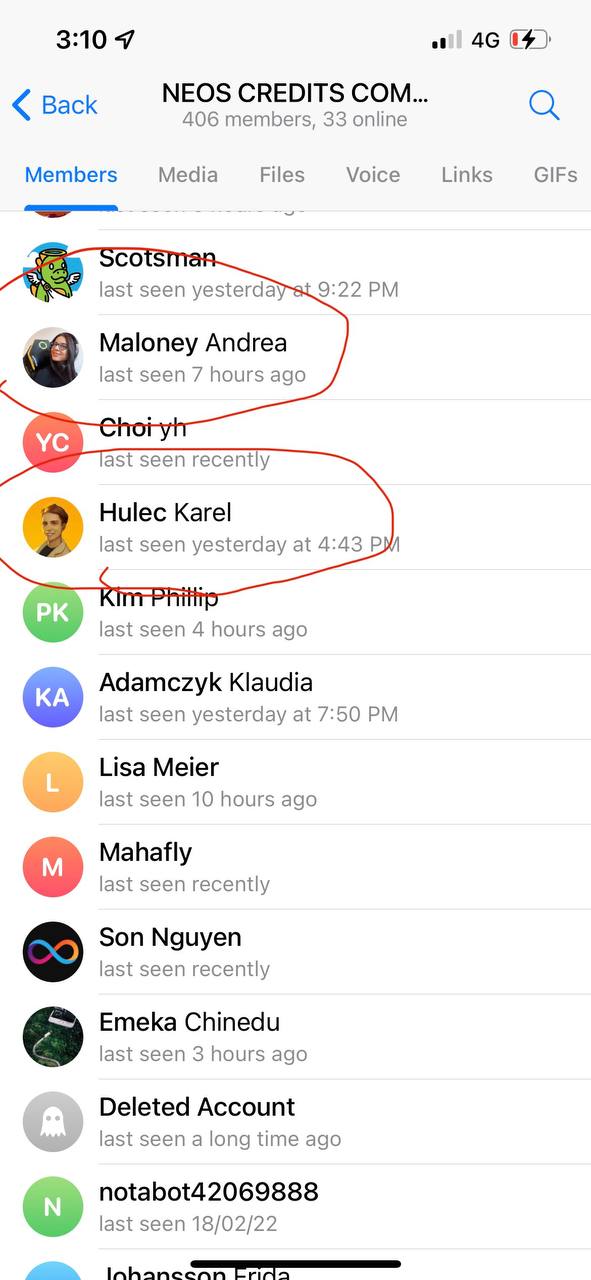 3:10
4G
Back
NEOS CREDITS COM...
406 members, 33 online
Members Media Files Voice Links GIFs
Scotsman
last seen yesterday at 9:22 PM
Maloney Andrea
last seen 7 hours ago
YC
Choi yh
last seen recently
Hulec Karel
last seen yesterday at 4:43 PM
PK
Kim Phillip
last seen 4 hours ago
KA
Adamczyk Klaudia
last seen yesterday at 7:50 PM
L
Lisa Meier
last seen 10 hours ago
M
Mahafly
last seen recently
Son Nguyen
last seen recently
Emeka Chinedu
last seen 3 hours ago
Deleted Account
last seen a long time ago
N
notabot42069888
last seen 18/02/22
Johansson Frida